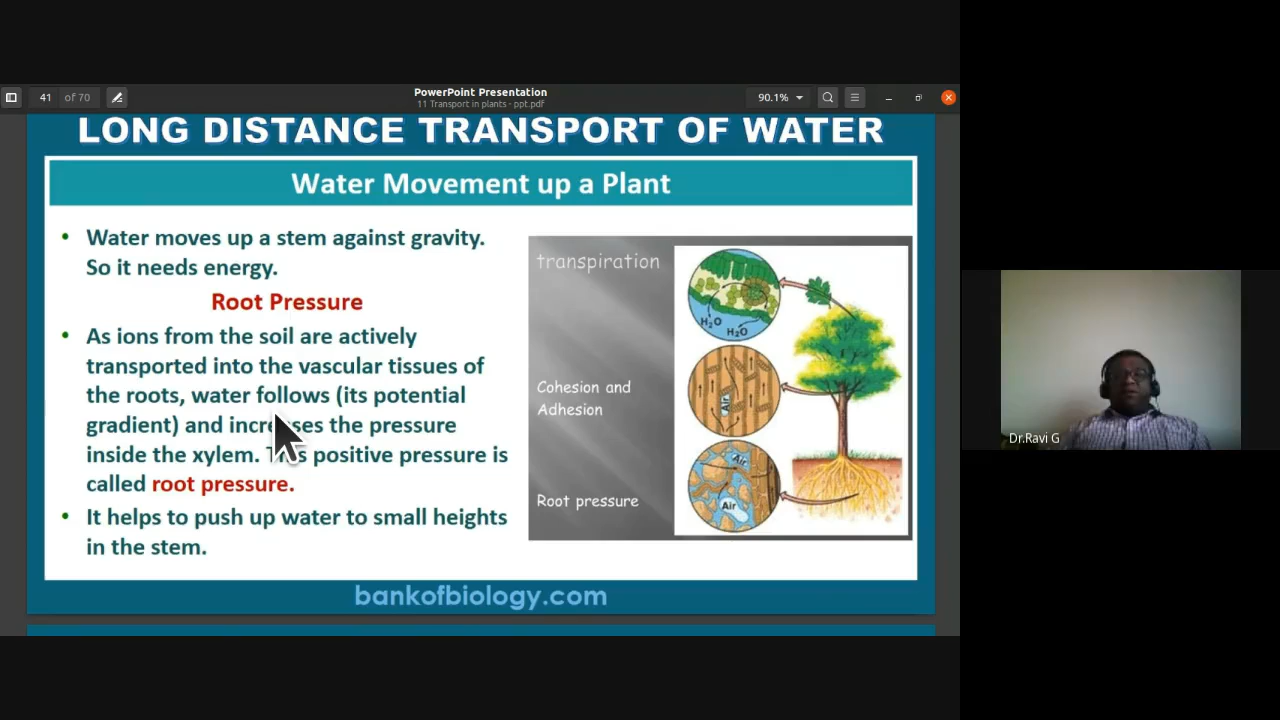 PowerPoint Presentation
41 of 70
11 Transport in plants - ppt.pdf
90.1%
LONG DISTANCE TRANSPORT OF WATER
Water Movement up a Plant
• Water moves up a stem against gravity.
So it needs energy.
Root Pressure
• As ions from the soil are actively
transported into the vascular tissues of
the roots, water follows (its potential
gradient) and increases the pressure
inside the xylem. This positive pressure is
called root pressure.
• It helps to push up water to small heights
in the stem.
transpiration
H₂O
H₂O
Cohesion and
Adhesion
Air
Root pressure
Air
Air
bankofbiology.com
Dr.Ravi G